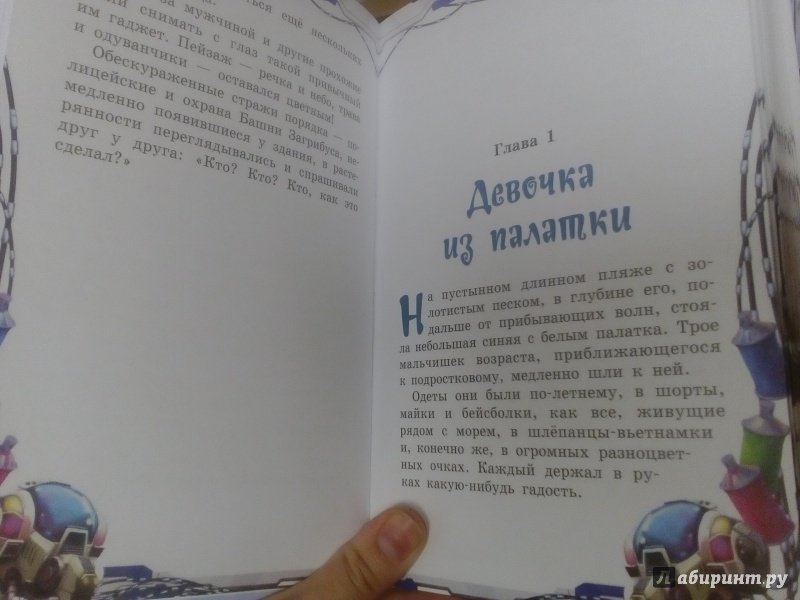 ещё нескольких
за мужчиной и другие прохожие
снимать с глаз такой привычный
им гаджет. Пейзаж — речка и небо, трава
и одуванчики — оставался цветным!
Обескураженные стражи порядка — по-
лицейские и охрана Башни Загрибуса, не-
медленно появившиеся у здания, в расте-
рянности переглядывались и спрашивали
друг у друга: «Кто? Кто? Кто, как это
сделал?»
Глава 1
Девочка
из палатки
На пустынном длинном пляже с зо-
лотистым песком, в глубине его, по-
дальше от прибывающих волн, стоя-
ла небольшая синяя с белым палатка. Трое
мальчишек возраста, приближающегося
к подростковому, медленно шли к ней.
Одеты они были по-летнему, в шорты,
майки и бейсболки, как все, живущие
рядом с морем, в шлёпанцы-вьетнамки
и, конечно же, в огромных разноцвет-
ных очках. Каждый держал в ру-
ках какую-нибудь гадость.
Лабиринт.ру